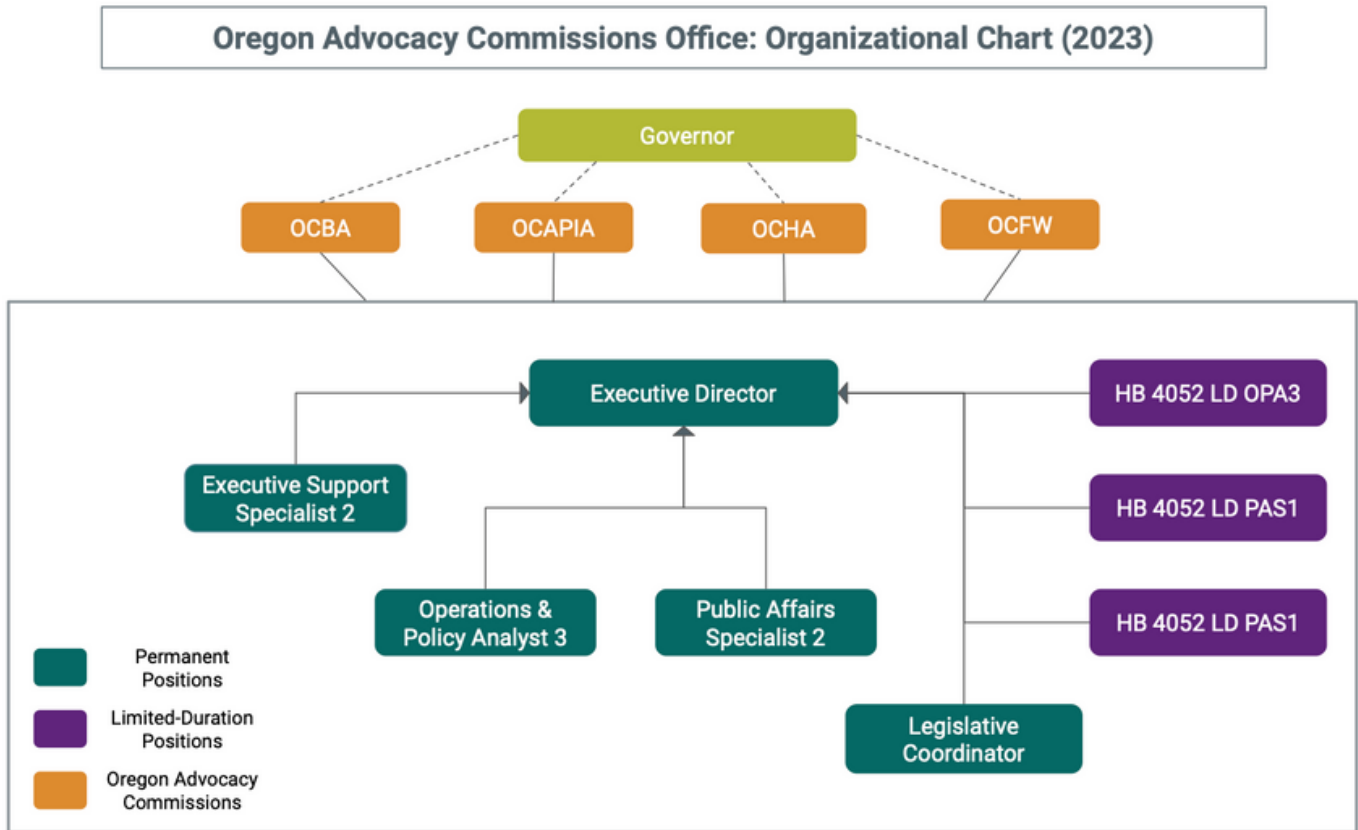 Oregon Advocacy Commissions Office: Organizational Chart (2023)
Governor
OCBA
OCAPIA
OCHA
OCFW
Executive Director
HB 4052 LD OPA3
Executive Support
Specialist 2
HB 4052 LD PAS1
Operations &
Policy Analyst 3
Public Affairs
Specialist 2
HB 4052 LD PAS1
Legislative
Coordinator
Permanent
Positions
Limited-Duration
Positions
Oregon Advocacy
Commissions